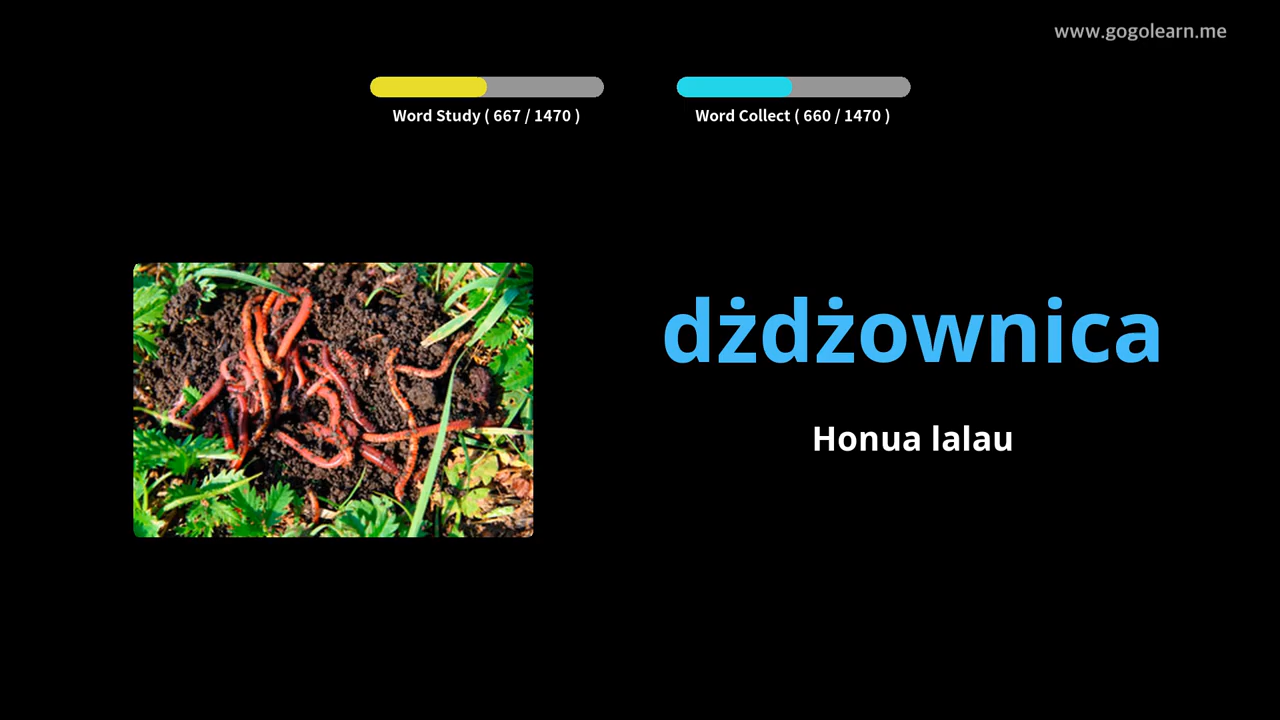 www.gogolearn.me
Word Study ( 667 / 1470 )
Word Collect ( 660 / 1470 )
dżdżownica
Honua lalau